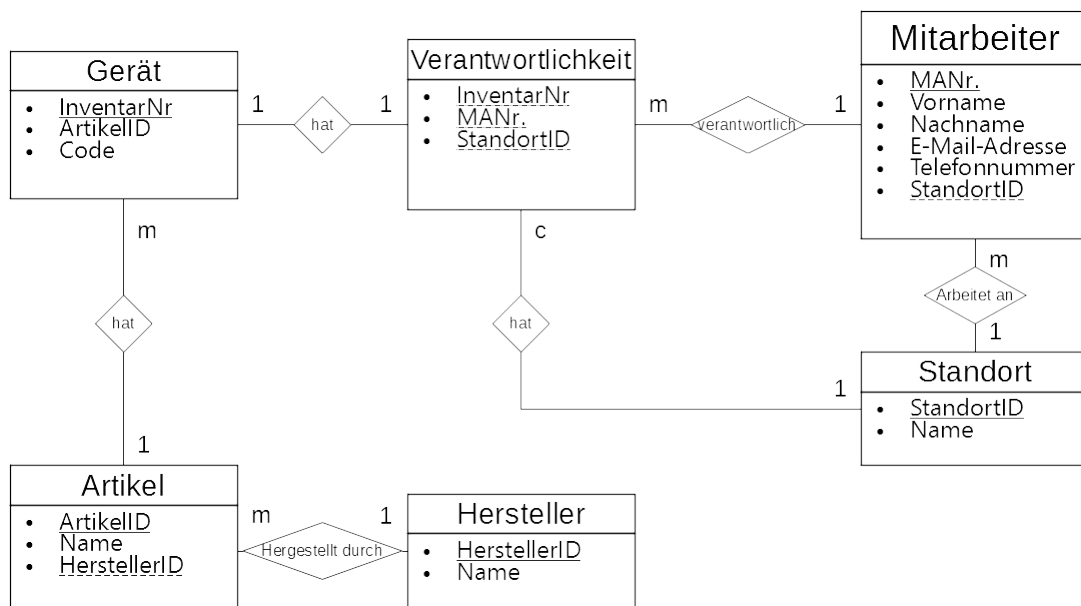 Gerät
InventarNr
ArtikelID
Code
1
hat
1
Verantwortlichkeit
InventarNr
MANr.
StandortID
m
verantwortlich
1
Mitarbeiter
MANr.
Vorname
Nachname
E-Mail-Adresse
Telefonnummer
StandortID
m
Arbeitet an
1
Standort
StandortID
Name
c
hat
1
m
hat
1
Artikel
ArtikelID
Name
HerstellerID
m
Hergestellt durch
1
Hersteller
HerstellerID
Name